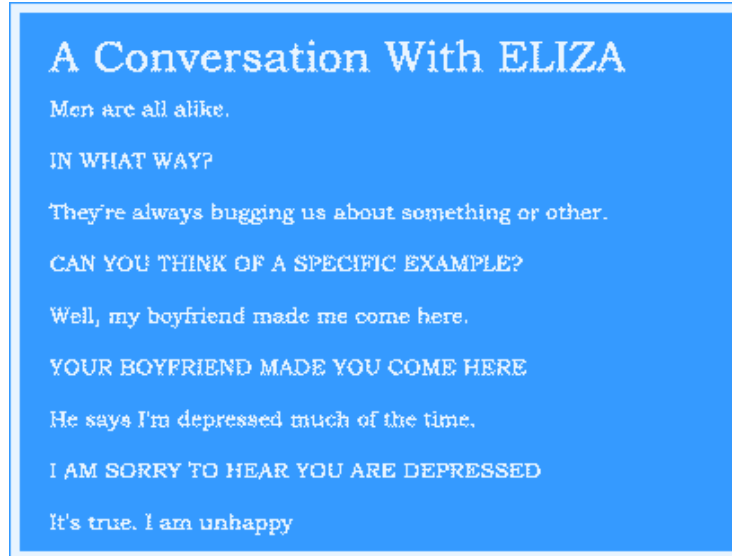 A Conversation With ELIZA
Men are all alike.
IN WHAT WAY?
They're always bugging us about something or other.
CAN YOU THINK OF A SPECIFIC EXAMPLE?
Well, my boyfriend made me come here.
YOUR BOYFRIEND MADE YOU COME HERE
He says I'm depressed much of the time.
I AM SORRY TO HEAR YOU ARE DEPRESSED
It's true. I am unhappy